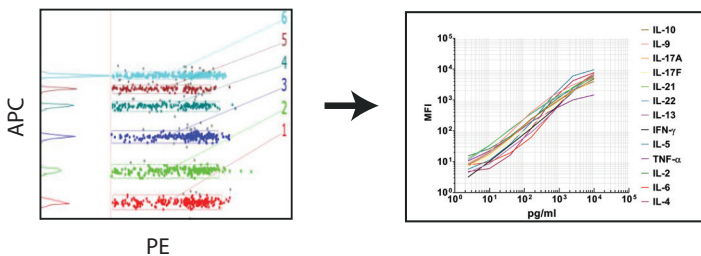 6
5
4
3
2
1
APC
PE
10⁵
10⁴
10³
10²
10¹
10⁰
MFI
10⁰
10¹
10²
10³
10⁴
10⁵
pg/ml
IL-10
IL-9
IL-17A
IL-17F
IL-21
IL-22
IL-13
IFN-γ
IL-5
TNF-α
IL-2
IL-6
IL-4